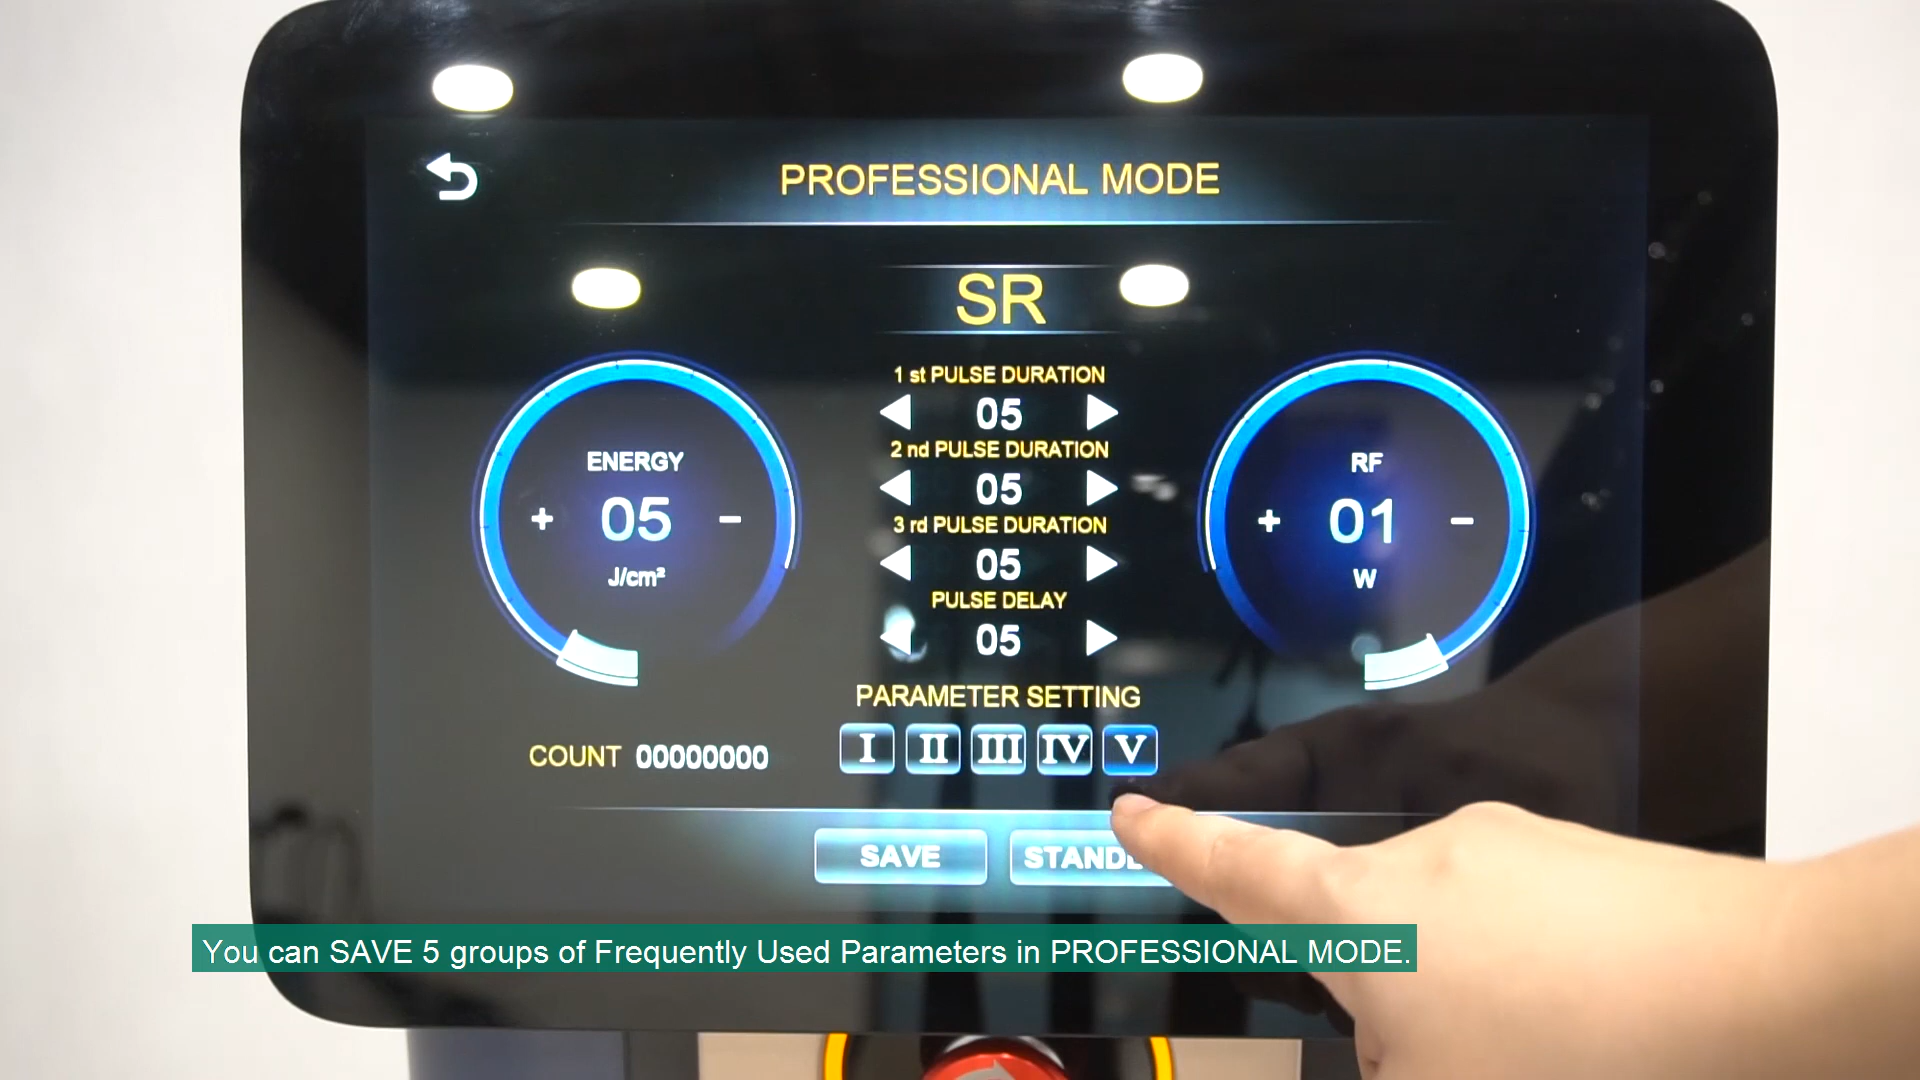 PROFESSIONAL MODE
SR
1 st PULSE DURATION
05
2 nd PULSE DURATION
05
3 rd PULSE DURATION
05
PULSE DELAY
05
ENERGY
+ 05 -
J/cm²
RF
+ 01 -
W
PARAMETER SETTING
I II III IV V
COUNT 00000000
SAVE
You can SAVE 5 groups of Frequently Used Parameters in PROFESSIONAL MODE.